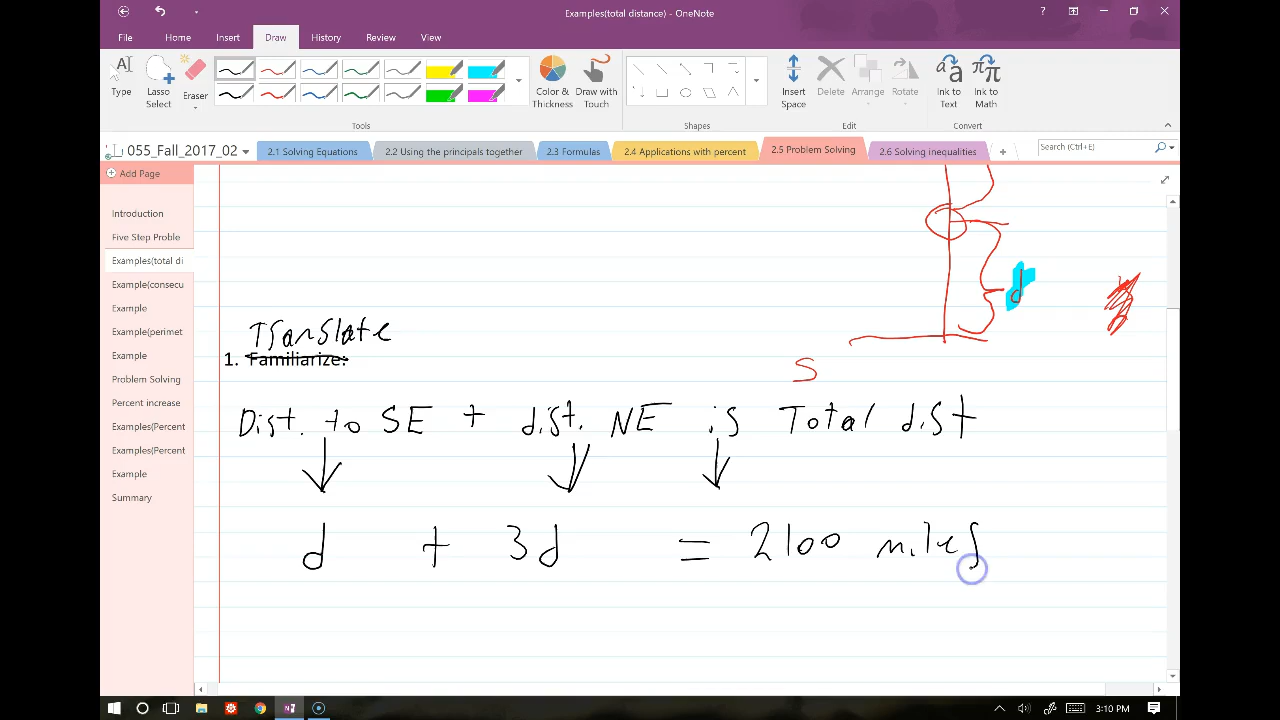 Examples(total distance) - OneNote
?
File Home Insert Draw History Review View
Type Lasso Select Eraser Color & Thickness Draw with Touch Insert Space Delete Arrange Rotate Ink to Text Ink to Math
Tools Shapes Edit Convert
055_Fall_2017_02 2.1 Solving Equations 2.2 Using the principals together 2.3 Formulas 2.4 Applications with percent 2.5 Problem Solving 2.6 Solving inequalities + Search (Ctrl+E)
Add Page
Introduction
Five Step Proble
Examples(total di
Example(consecu
Example
Example(perimet
Example
Problem Solving
Percent increase
Examples(Percent
Examples(Percent
Example
Summary
d
Translate
1. Familiarize:
S
Dist. to SE + dist. NE is Total dist
d + 3d = 2100 miles
3:10 PM